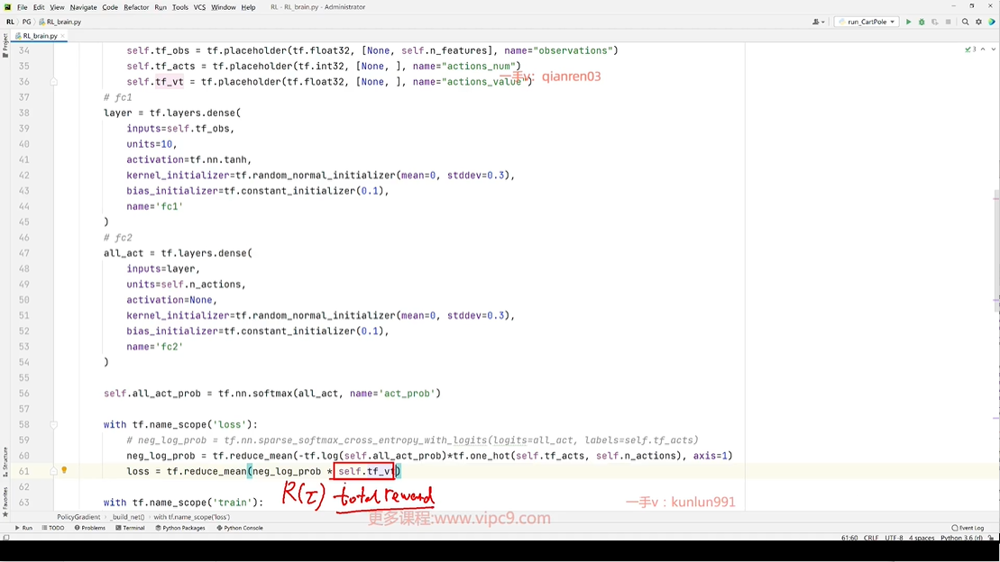 File Edit View Navigate Code Refactor Run Tools VCS Window Help RL - RL_brain.py - Administrator
RL PG RL_brain.py run_CartPole
Project RL_brain.py
34 self.tf_obs = tf.placeholder(tf.float32, [None, self.n_features], name="observations")
3
35 self.tf_acts = tf.placeholder(tf.int32, [None, ], name="actions_num")
一手v：qianren03
36 self.tf_vt = tf.placeholder(tf.float32, [None, ], name="actions_value")
37 # fc1
38 layer = tf.layers.dense(
39 inputs=self.tf_obs,
40 units=10,
41 activation=tf.nn.tanh,
42 kernel_initializer=tf.random_normal_initializer(mean=0, stddev=0.3),
43 bias_initializer=tf.constant_initializer(0.1),
44 name='fc1'
45 )
46 # fc2
47 all_act = tf.layers.dense(
48 inputs=layer,
49 units=self.n_actions,
50 activation=None,
51 kernel_initializer=tf.random_normal_initializer(mean=0, stddev=0.3),
52 bias_initializer=tf.constant_initializer(0.1),
53 name='fc2'
54 )
55
56 self.all_act_prob = tf.nn.softmax(all_act, name='act_prob')
57
58 with tf.name_scope('loss'):
59 # neg_log_prob = tf.nn.sparse_softmax_cross_entropy_with_logits(logits=all_act, labels=self.tf_acts)
60 neg_log_prob = tf.reduce_mean(-tf.log(self.all_act_prob)*tf.one_hot(self.tf_acts, self.n_actions), axis=1)
61 loss = tf.reduce_mean(neg_log_prob * self.tf_vt)
62 R(τ) total reward
63 with tf.name_scope('train'):
一手v：kunlun991
Structure
Favorites
PolicyGradient _build_net() with tf.name_scope('loss')
更多课程:www.vipc9.com
Run TODO Problems Terminal Python Packages Python Console Event Log
61:60 CRLF UTF-8 4 spaces Python 3.6 (rl)